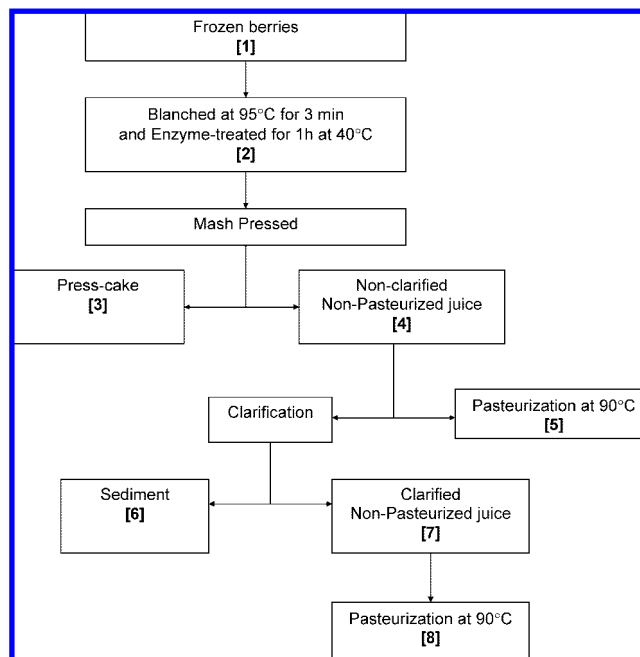 Frozen berries
[1]
Blanched at 95°C for 3 min
and Enzyme-treated for 1h at 40°C
[2]
Mash Pressed
Press-cake
[3]
Non-clarified
Non-Pasteurized juice
[4]
Clarification
Pasteurization at 90°C
[5]
Sediment
[6]
Clarified
Non-Pasteurized juice
[7]
Pasteurization at 90°C
[8]